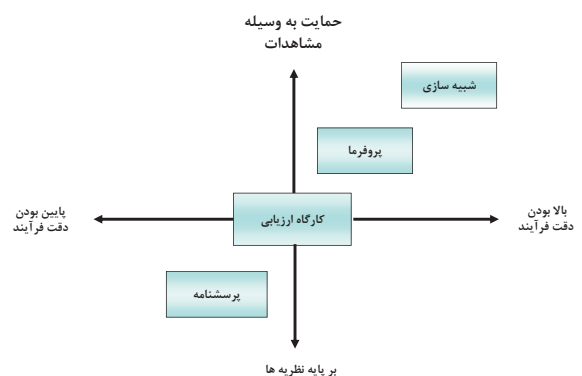 حمایت به وسیله
مشاهدات
شبیه سازی
پروفرما
بالا بودن
دقت فرآیند
کارگاه ارزیابی
پایین بودن
دقت فرآیند
پرسشنامه
بر پایه نظریه ها